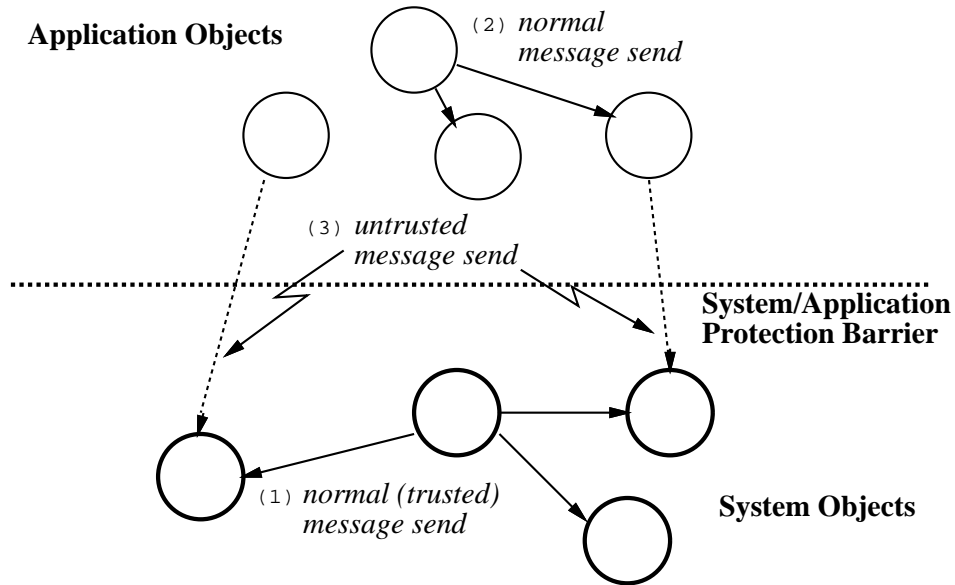 Application Objects
(2) normal
message send
(3) untrusted
message send
System/Application
Protection Barrier
(1) normal (trusted)
message send
System Objects